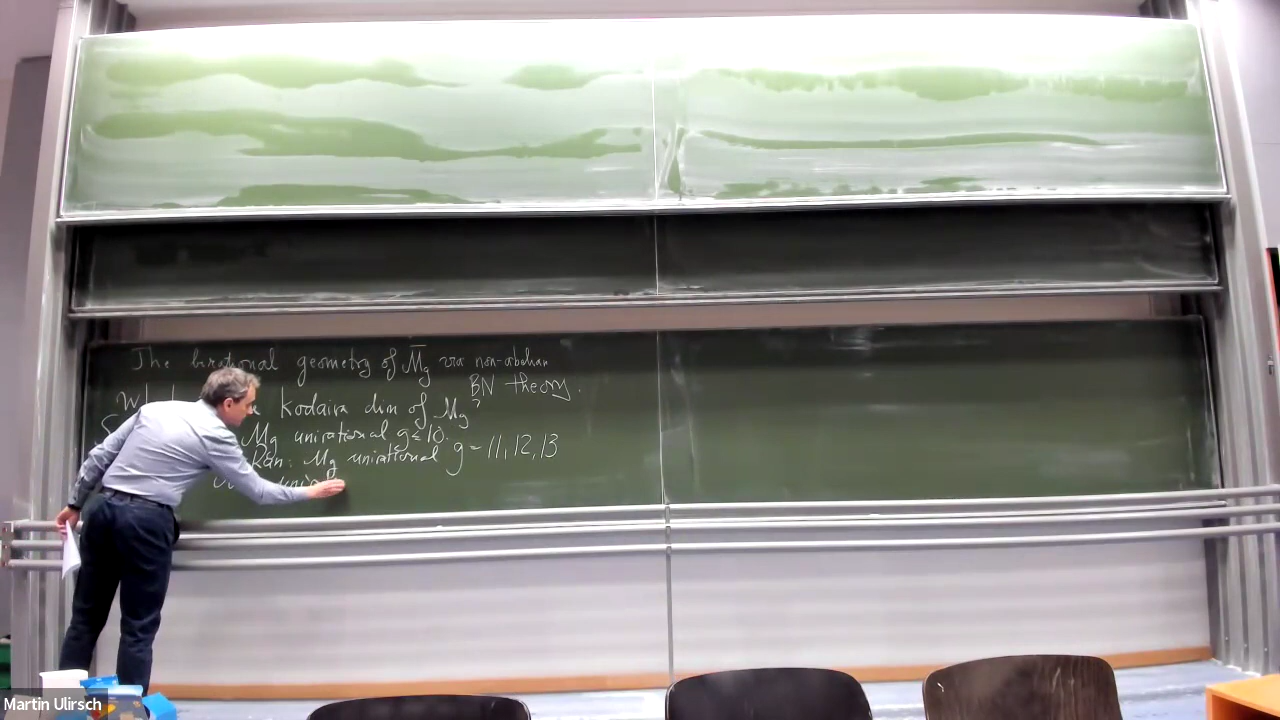 The birational geometry of M̄g via non-abelian
BN theory.
Kodaira dim of Mg?
Mg unirational g≤10.
Mg unirational g=11,12,13
Martin Ulirsch